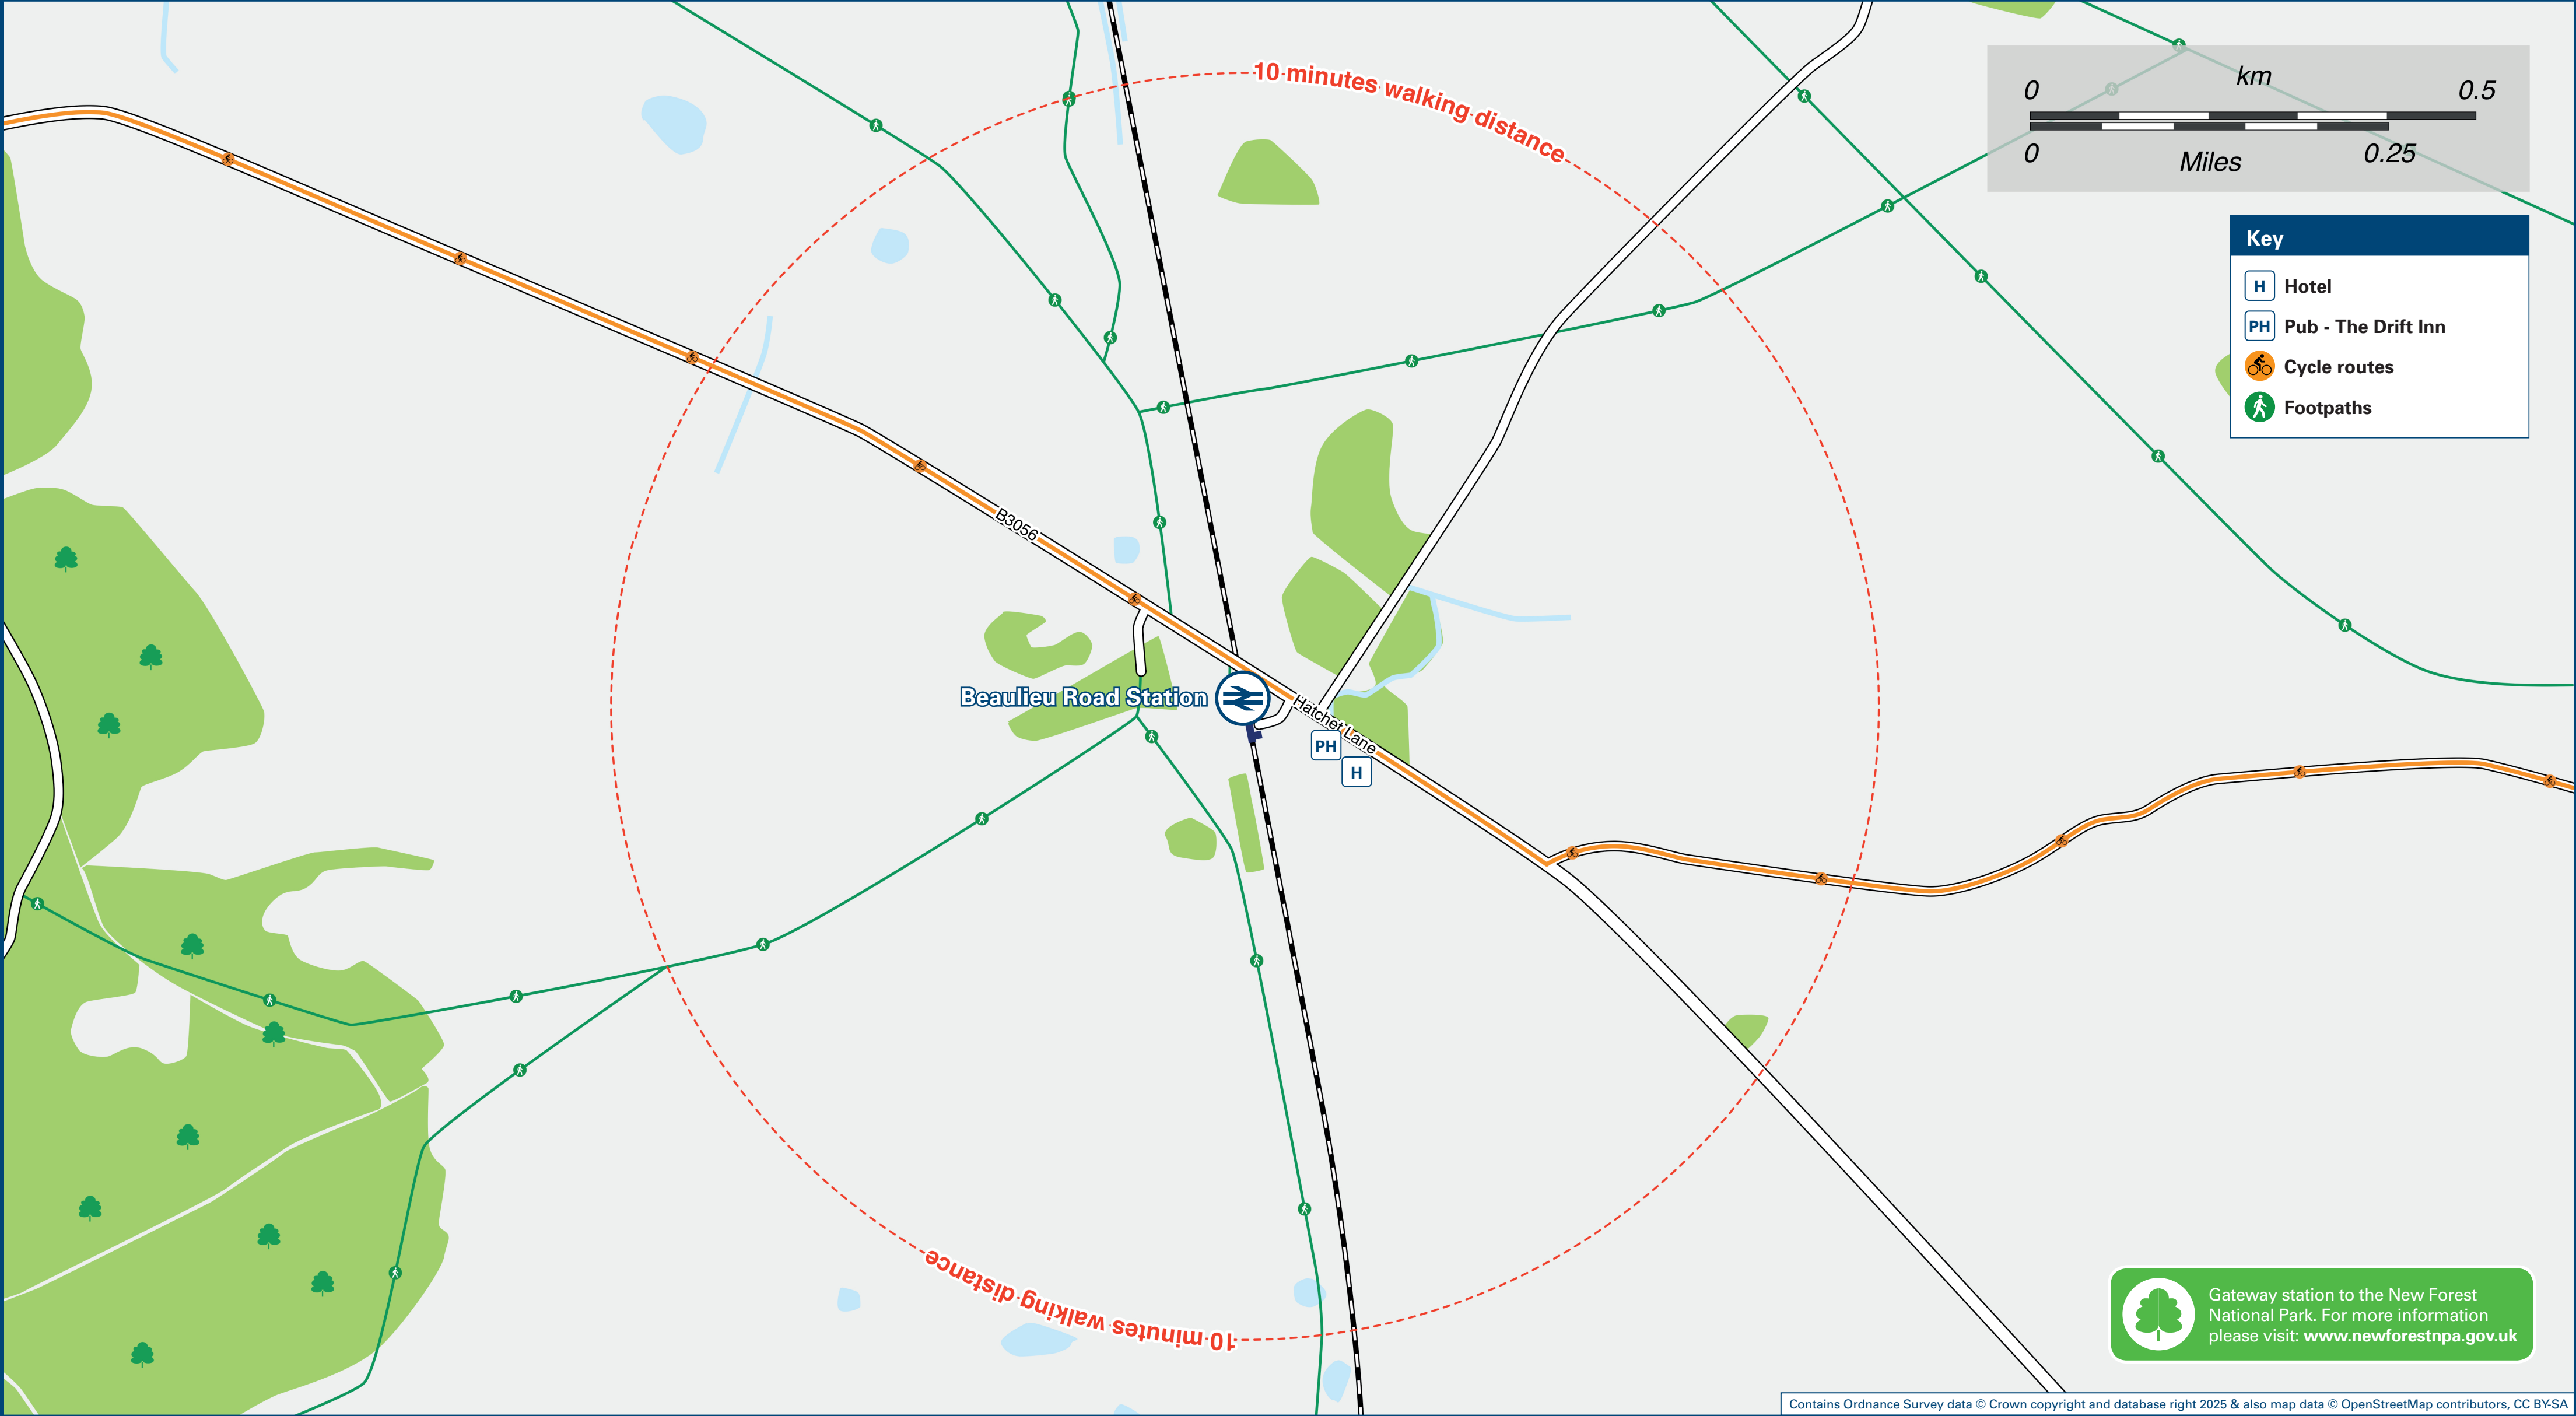 10 minutes walking distance
km
0 0.5
0 0.25
Miles
Key
H Hotel
PH Pub - The Drift Inn
Cycle routes
Footpaths
B3056
Beaulieu Road Station
Hatchet Lane
PH
H
10 minutes walking distance
Gateway station to the New Forest
National Park. For more information
please visit: www.newforestnpa.gov.uk
Contains Ordnance Survey data © Crown copyright and database right 2025 & also map data © OpenStreetMap contributors, CC BY-SA